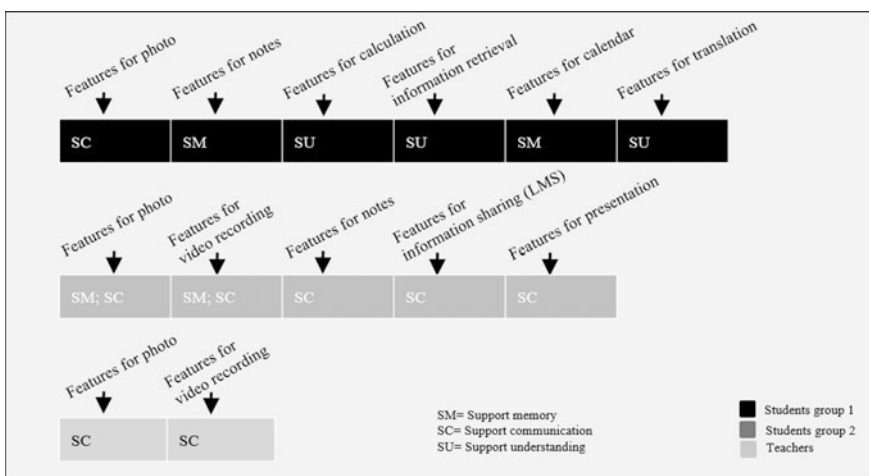 Features for photo
Features for notes
Features for calculation
Features for
information retrieval
Features for calendar
Features for translation
SC
SM
SU
SU
SM
SU
Features for photo
Features for
video recording
Features for notes
Features for
information sharing (LMS)
Features for presentation
SM; SC
SM; SC
SC
SC
SC
Features for photo
Features for
video recording
SC
SC
SM= Support memory
SC= Support communication
SU= Support understanding
Students group 1
Students group 2
Teachers